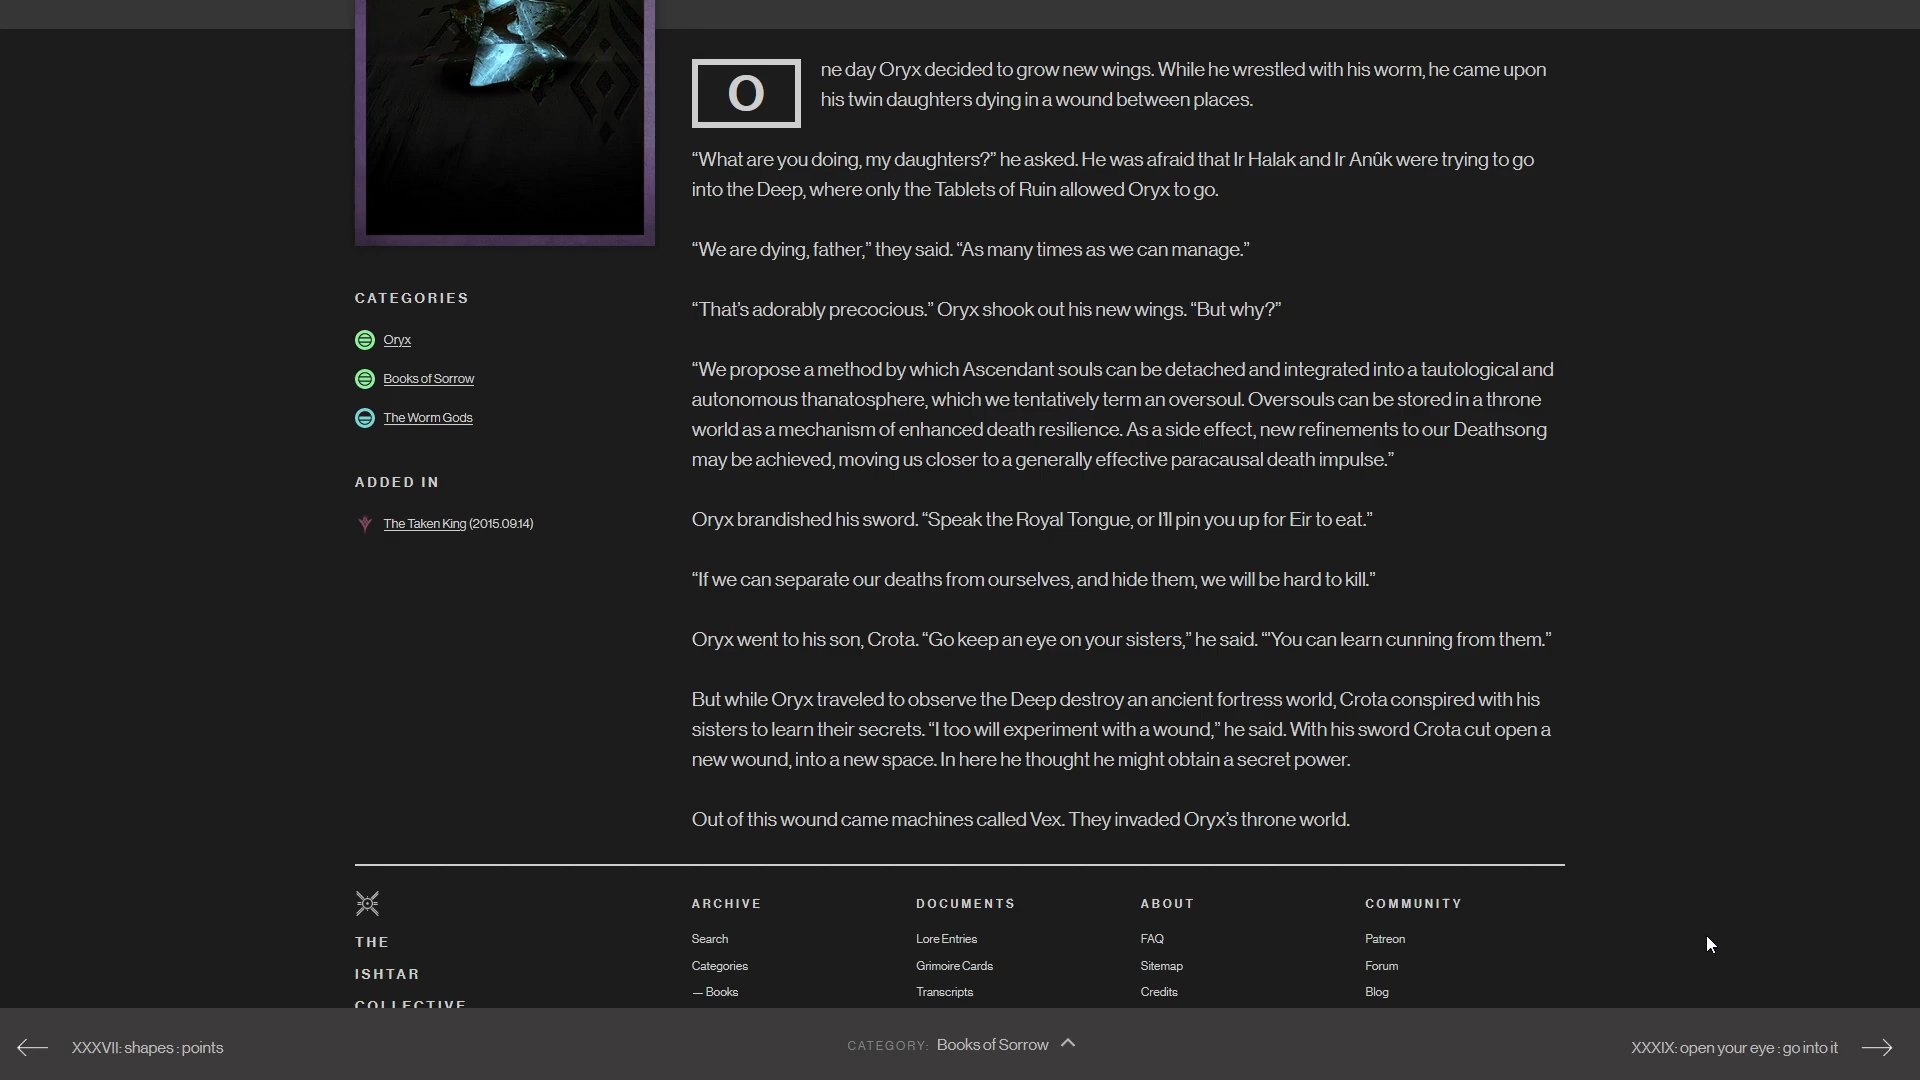 One day Oryx decided to grow new wings. While he wrestled with his worm, he came upon
his twin daughters dying in a wound between places.
“What are you doing, my daughters?” he asked. He was afraid that Ir Halak and Ir Anûk were trying to go
into the Deep, where only the Tablets of Ruin allowed Oryx to go.
“We are dying, father,” they said. “As many times as we can manage.”
“That’s adorably precocious.” Oryx shook out his new wings. “But why?”
“We propose a method by which Ascendant souls can be detached and integrated into a tautological and
autonomous thanatosphere, which we tentatively term an oversoul. Oversouls can be stored in a throne
world as a mechanism of enhanced death resilience. As a side effect, new refinements to our Deathsong
may be achieved, moving us closer to a generally effective paracausal death impulse.”
Oryx brandished his sword. “Speak the Royal Tongue, or I’ll pin you up for Eir to eat.”
“If we can separate our deaths from ourselves, and hide them, we will be hard to kill.”
Oryx went to his son, Crota. “Go keep an eye on your sisters,” he said. “‘You can learn cunning from them.”
But while Oryx traveled to observe the Deep destroy an ancient fortress world, Crota conspired with his
sisters to learn their secrets. “I too will experiment with a wound,” he said. With his sword Crota cut open a
new wound, into a new space. In here he thought he might obtain a secret power.
Out of this wound came machines called Vex. They invaded Oryx’s throne world.
CATEGORIES
Oryx
Books of Sorrow
The Worm Gods
ADDED IN
The Taken King (2015.09.14)
THE
ISHTAR
COLLECTIVE
ARCHIVE
Search
Categories
— Books
DOCUMENTS
Lore Entries
Grimoire Cards
Transcripts
ABOUT
FAQ
Sitemap
Credits
COMMUNITY
Patreon
Forum
Blog
XXXVII: shapes : points
CATEGORY: Books of Sorrow
XXXIX: open your eye : go into it